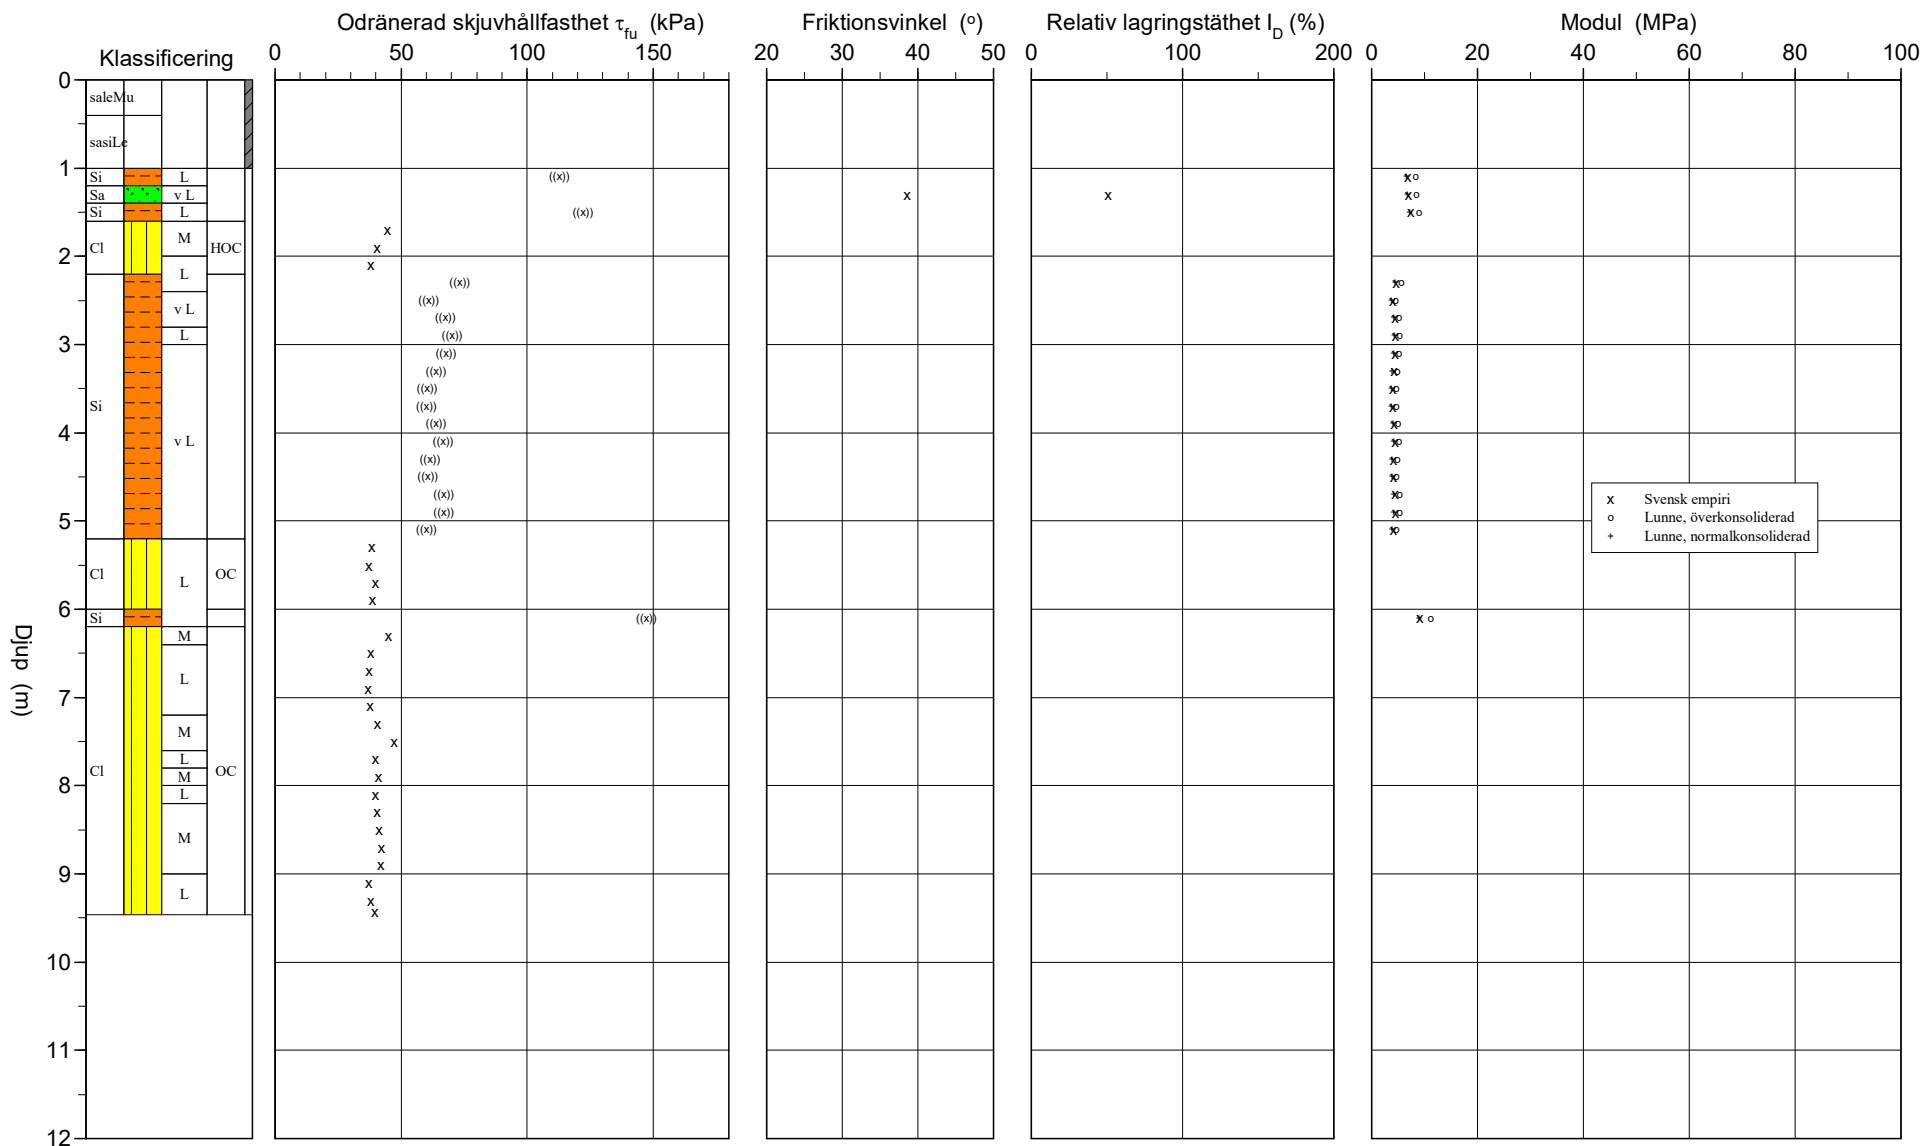 Odränerad skjuvhållfasthet τfu (kPa)
Friktionsvinkel (o)
Relativ lagringstäthet ID (%)
Modul (MPa)
Klassificering
0 50 100 150
20 30 40 50
0 100 200
0 20 40 60 80 100
0
saleMu
sasiLe
1
Si L
Sa v L
Si L
Cl M HOC
2
L
v L
L
3
Si
4
v L
5
Svensk empiri
Lunne, överkonsoliderad
Lunne, normalkonsoliderad
Cl L OC
6
Si
M
Djup (m)
L
7
M
L
Cl M OC
8
L
M
9
L
10
11
12